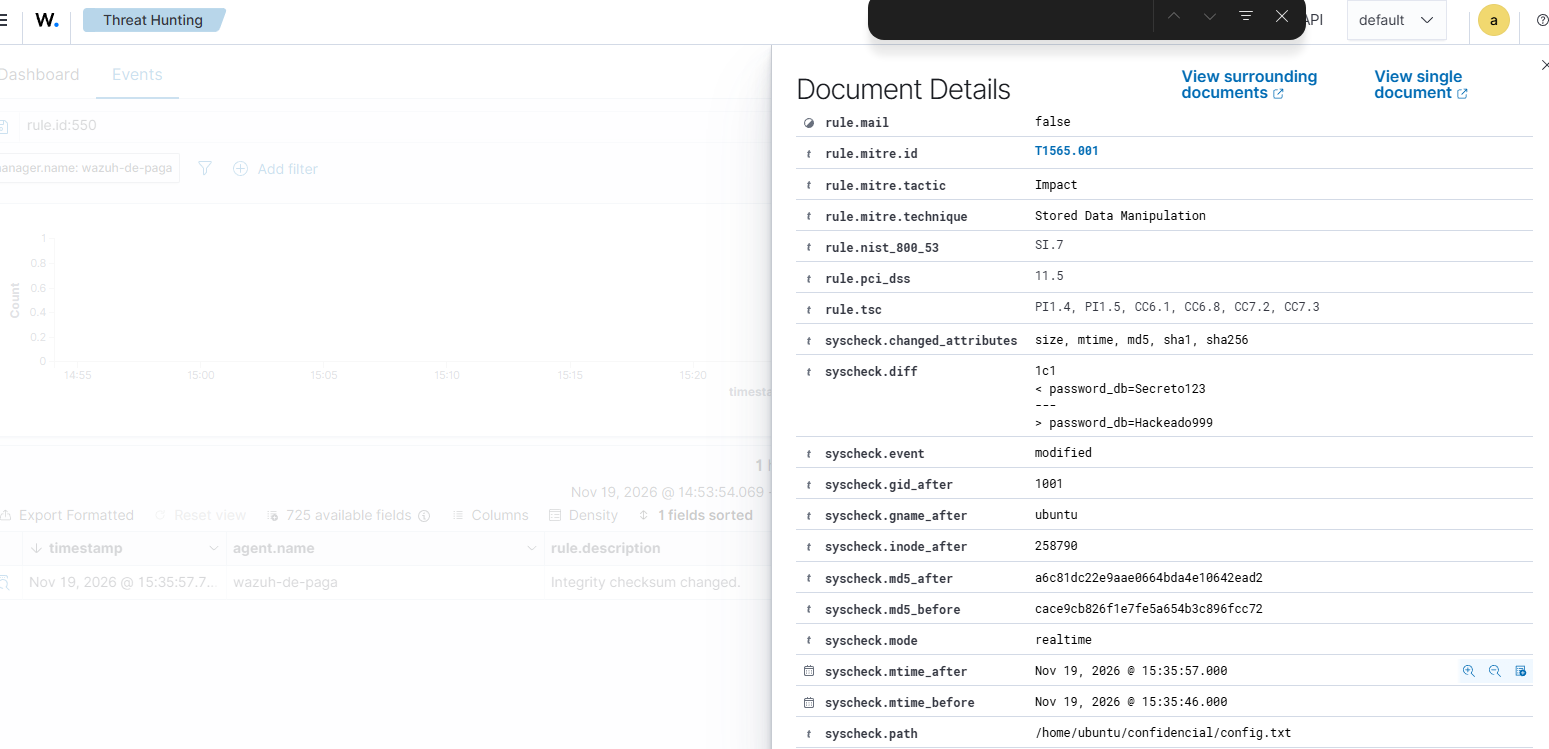 W.
Threat Hunting
API
default
a
Dashboard
Events
rule.id:550
manager.name: wazuh-de-paga
Add filter
Count
1
0.8
0.6
0.4
0.2
0
14:55
15:00
15:05
15:10
15:15
15:20
timesta
1 h
Nov 19, 2026 @ 14:53:54.069 -
Export Formatted
Reset view
725 available fields
Columns
Density
1 fields sorted
timestamp
agent.name
rule.description
Nov 19, 2026 @ 15:35:57.7...
wazuh-de-paga
Integrity checksum changed.
Document Details
View surrounding
documents
View single
document
rule.mail false
t rule.mitre.id T1565.001
t rule.mitre.tactic Impact
t rule.mitre.technique Stored Data Manipulation
t rule.nist_800_53 SI.7
t rule.pci_dss 11.5
t rule.tsc PI1.4, PI1.5, CC6.1, CC6.8, CC7.2, CC7.3
t syscheck.changed_attributes size, mtime, md5, sha1, sha256
t syscheck.diff 1c1
< password_db=Secreto123
---
> password_db=Hackeado999
t syscheck.event modified
t syscheck.gid_after 1001
t syscheck.gname_after ubuntu
t syscheck.inode_after 258790
t syscheck.md5_after a6c81dc22e9aae0664bda4e10642ead2
t syscheck.md5_before cace9cb826f1e7fe5a654b3c896fcc72
t syscheck.mode realtime
syscheck.mtime_after Nov 19, 2026 @ 15:35:57.000
syscheck.mtime_before Nov 19, 2026 @ 15:35:46.000
t syscheck.path /home/ubuntu/confidencial/config.txt